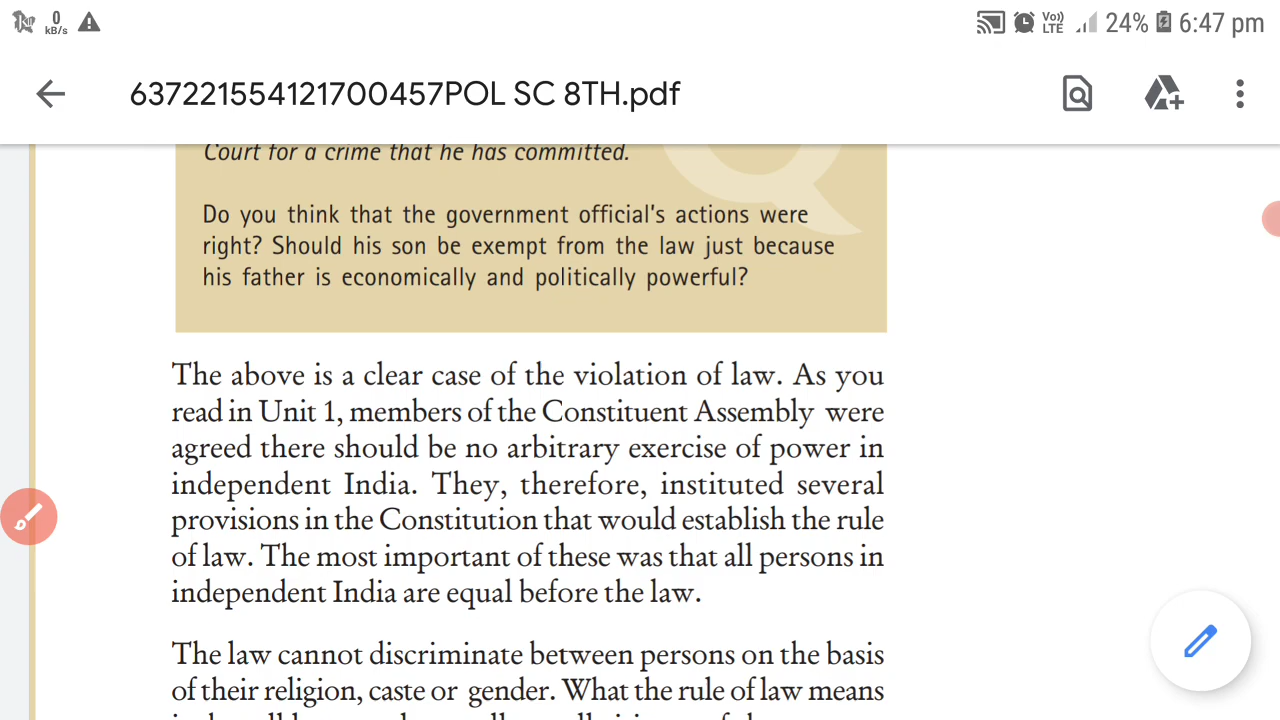 0
kB/s
Vo))
LTE
24%
6:47 pm
637221554121700457POL SC 8TH.pdf
Court for a crime that he has committed.
Do you think that the government official's actions were
right? Should his son be exempt from the law just because
his father is economically and politically powerful?
The above is a clear case of the violation of law. As you
read in Unit 1, members of the Constituent Assembly were
agreed there should be no arbitrary exercise of power in
independent India. They, therefore, instituted several
provisions in the Constitution that would establish the rule
of law. The most important of these was that all persons in
independent India are equal before the law.
The law cannot discriminate between persons on the basis
of their religion, caste or gender. What the rule of law means